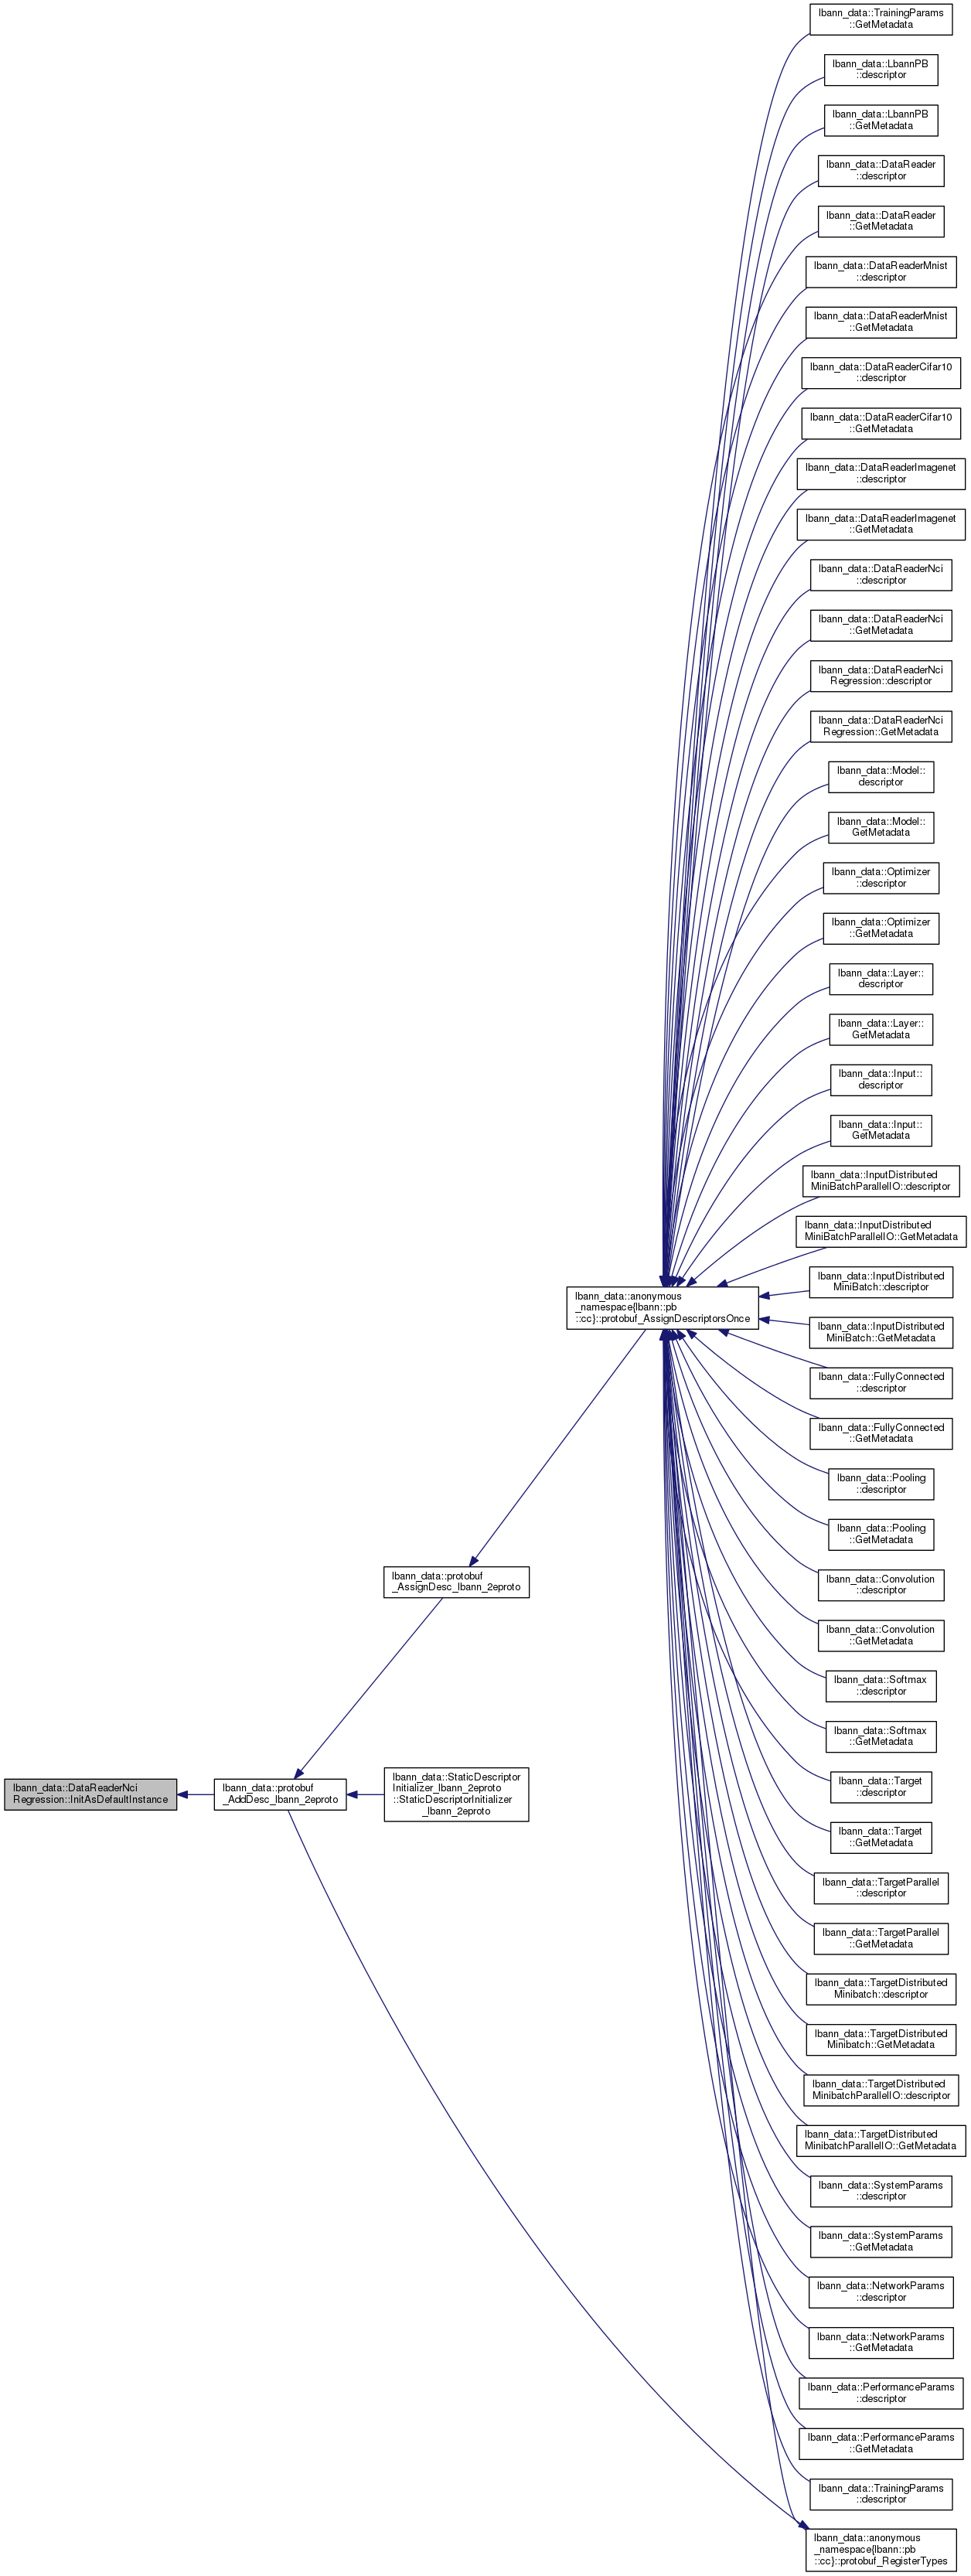 lbann_data::TrainingParams
::GetMetadata
lbann_data::LbannPB
::descriptor
lbann_data::LbannPB
::GetMetadata
lbann_data::DataReader
::descriptor
lbann_data::DataReader
::GetMetadata
lbann_data::DataReaderMnist
::descriptor
lbann_data::DataReaderMnist
::GetMetadata
lbann_data::DataReaderCifar10
::descriptor
lbann_data::DataReaderCifar10
::GetMetadata
lbann_data::DataReaderImagenet
::descriptor
lbann_data::DataReaderImagenet
::GetMetadata
lbann_data::DataReaderNci
::descriptor
lbann_data::DataReaderNci
::GetMetadata
lbann_data::DataReaderNci
Regression::descriptor
lbann_data::DataReaderNci
Regression::GetMetadata
lbann_data::Model::
descriptor
lbann_data::Model::
GetMetadata
lbann_data::Optimizer
::descriptor
lbann_data::Optimizer
::GetMetadata
lbann_data::Layer::
descriptor
lbann_data::Layer::
GetMetadata
lbann_data::Input::
descriptor
lbann_data::Input::
GetMetadata
lbann_data::InputDistributed
MiniBatchParallelIO::descriptor
lbann_data::InputDistributed
MiniBatchParallelIO::GetMetadata
lbann_data::InputDistributed
MiniBatch::descriptor
lbann_data::anonymous
_namespace{lbann::pb
::cc}::protobuf_AssignDescriptorsOnce
lbann_data::InputDistributed
MiniBatch::GetMetadata
lbann_data::FullyConnected
::descriptor
lbann_data::FullyConnected
::GetMetadata
lbann_data::Pooling
::descriptor
lbann_data::Pooling
::GetMetadata
lbann_data::protobuf
_AssignDesc_lbann_2eproto
lbann_data::Convolution
::descriptor
lbann_data::Convolution
::GetMetadata
lbann_data::Softmax
::descriptor
lbann_data::Softmax
::GetMetadata
lbann_data::DataReaderNci
Regression::InitAsDefaultInstance
lbann_data::protobuf
_AddDesc_lbann_2eproto
lbann_data::StaticDescriptor
Initializer_lbann_2eproto
::StaticDescriptorInitializer
_lbann_2eproto
lbann_data::Target
::descriptor
lbann_data::Target
::GetMetadata
lbann_data::TargetParallel
::descriptor
lbann_data::TargetParallel
::GetMetadata
lbann_data::TargetDistributed
Minibatch::descriptor
lbann_data::TargetDistributed
Minibatch::GetMetadata
lbann_data::TargetDistributed
MinibatchParallelIO::descriptor
lbann_data::TargetDistributed
MinibatchParallelIO::GetMetadata
lbann_data::SystemParams
::descriptor
lbann_data::SystemParams
::GetMetadata
lbann_data::NetworkParams
::descriptor
lbann_data::NetworkParams
::GetMetadata
lbann_data::PerformanceParams
::descriptor
lbann_data::PerformanceParams
::GetMetadata
lbann_data::TrainingParams
::descriptor
lbann_data::anonymous
_namespace{lbann::pb
::cc}::protobuf_RegisterTypes